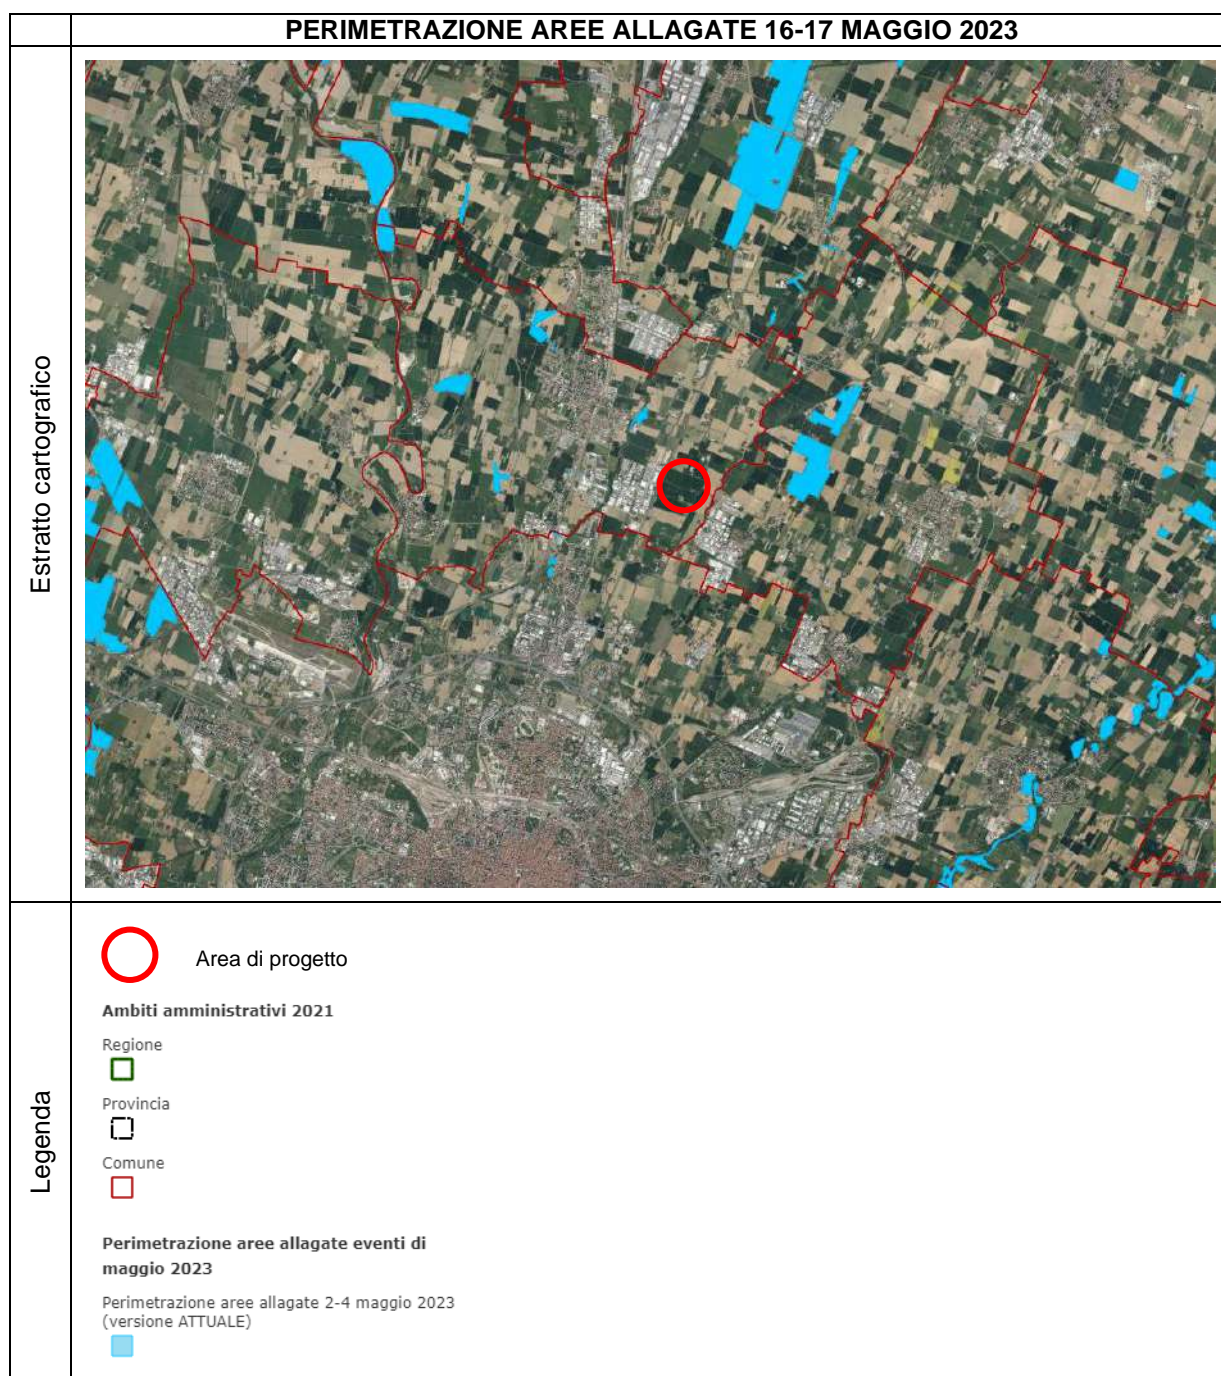 PERIMETRAZIONE AREE ALLAGATE 16-17 MAGGIO 2023
Estratto cartografico
Legenda
Area di progetto
Ambiti amministrativi 2021
Regione
Provincia
Comune
Perimetrazione aree allagate eventi di
maggio 2023
Perimetrazione aree allagate 2-4 maggio 2023
(versione ATTUALE)